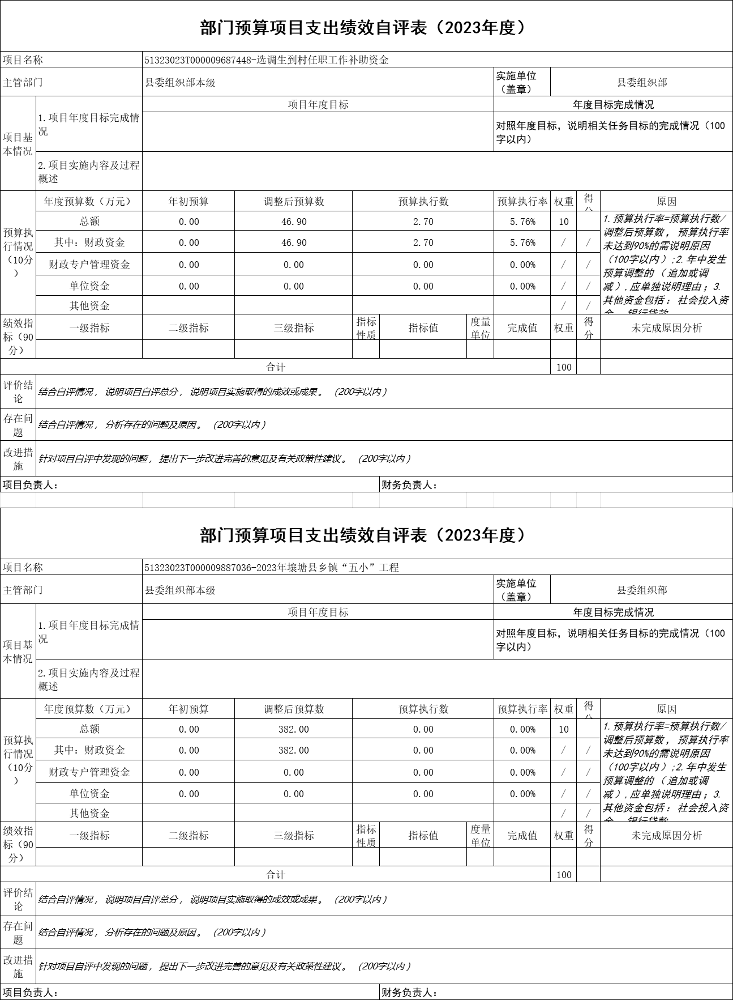 部门预算项目支出绩效自评表（2023年度）
项目名称 51323023T000009687448-选调生到村任职工作补助资金
主管部门 县委组织部本级 实施单位（盖章） 县委组织部
项目基本情况 1.项目年度目标完成情况 项目年度目标 年度目标完成情况
对照年度目标，说明相关任务目标的完成情况（100字以内）
2.项目实施内容及过程概述
预算执行情况（10分） 年度预算数（万元） 年初预算 调整后预算数 预算执行数 预算执行率 权重 得 原因
总额 0.00 46.90 2.70 5.76% 10
其中：财政资金 0.00 46.90 2.70 5.76% / /
财政专户管理资金 0.00 0.00 0.00 0.00% / /
单位资金 0.00 0.00 0.00 0.00% / /
其他资金 / /
1.预算执行率=预算执行数/
调整后预算数，预算执行率
未达到90%的需说明原因
（100字以内）;2.年中发生
预算调整的（追加或调
减）,应单独说明理由；3.
其他资金包括：社会投入资
绩效指标（90分） 一级指标 二级指标 三级指标 指标性质 指标值 度量单位 完成值 权重 得分 未完成原因分析
合计 100
评价结论 结合自评情况，说明项目自评总分，说明项目实施取得的成效或成果。（200字以内）
存在问题 结合自评情况，分析存在的问题及原因。（200字以内）
改进措施 针对项目自评中发现的问题，提出下一步改进完善的意见及有关政策性建议。（200字以内）
项目负责人： 财务负责人：
部门预算项目支出绩效自评表（2023年度）
项目名称 51323023T000009887036-2023年壤塘县乡镇“五小”工程
主管部门 县委组织部本级 实施单位（盖章） 县委组织部
项目基本情况 1.项目年度目标完成情况 项目年度目标 年度目标完成情况
对照年度目标，说明相关任务目标的完成情况（100字以内）
2.项目实施内容及过程概述
预算执行情况（10分） 年度预算数（万元） 年初预算 调整后预算数 预算执行数 预算执行率 权重 得 原因
总额 0.00 382.00 0.00 0.00% 10
其中：财政资金 0.00 382.00 0.00 0.00% / /
财政专户管理资金 0.00 0.00 0.00 0.00% / /
单位资金 0.00 0.00 0.00 0.00% / /
其他资金 / /
1.预算执行率=预算执行数/
调整后预算数，预算执行率
未达到90%的需说明原因
（100字以内）;2.年中发生
预算调整的（追加或调
减）,应单独说明理由；3.
其他资金包括：社会投入资
绩效指标（90分） 一级指标 二级指标 三级指标 指标性质 指标值 度量单位 完成值 权重 得分 未完成原因分析
合计 100
评价结论 结合自评情况，说明项目自评总分，说明项目实施取得的成效或成果。（200字以内）
存在问题 结合自评情况，分析存在的问题及原因。（200字以内）
改进措施 针对项目自评中发现的问题，提出下一步改进完善的意见及有关政策性建议。（200字以内）
项目负责人： 财务负责人：